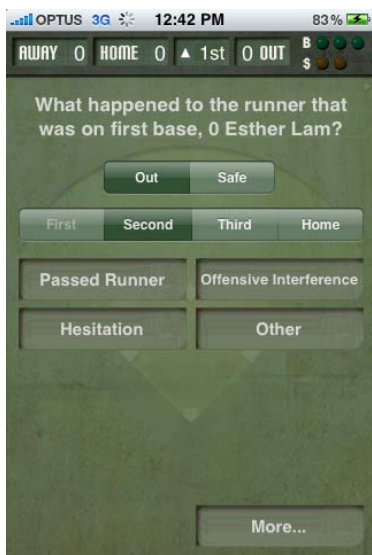 OPTUS 3G 12:42 PM 83%
AWAY 0 HOME 0 ▲ 1st 0 OUT B S
What happened to the runner that
was on first base, 0 Esther Lam?
Out Safe
First Second Third Home
Passed Runner Offensive Interference
Hesitation Other
More...